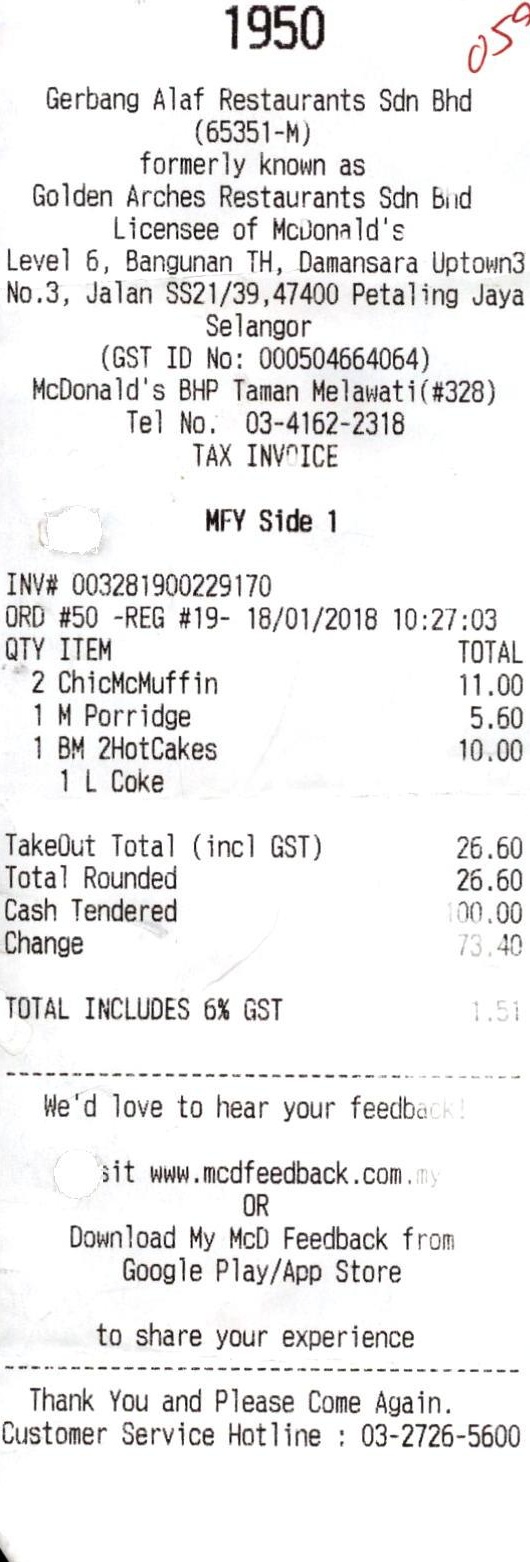 1950
059
Gerbang Alaf Restaurants Sdn Bhd
(65351-M)
formerly known as
Golden Arches Restaurants Sdn Bhd
Licensee of McDonald's
Level 6, Bangunan TH, Damansara Uptown3
No.3, Jalan SS21/39,47400 Petaling Jaya
Selangor
(GST ID No: 000504664064)
McDonald's BHP Taman Melawati(#328)
Tel No. 03-4162-2318
TAX INVOICE
MFY Side 1
INV# 003281900229170
ORD #50 -REG #19- 18/01/2018 10:27:03
QTY ITEM TOTAL
2 ChicMcMuffin 11.00
1 M Porridge 5.60
1 BM 2HotCakes 10.00
1 L Coke
TakeOut Total (incl GST) 26.60
Total Rounded 26.60
Cash Tendered 100.00
Change 73.40
TOTAL INCLUDES 6% GST 1.51
We'd love to hear your feedback!
sit www.mcdfeedback.com.my
OR
Download My McD Feedback from
Google Play/App Store
to share your experience
Thank You and Please Come Again.
Customer Service Hotline : 03-2726-5600